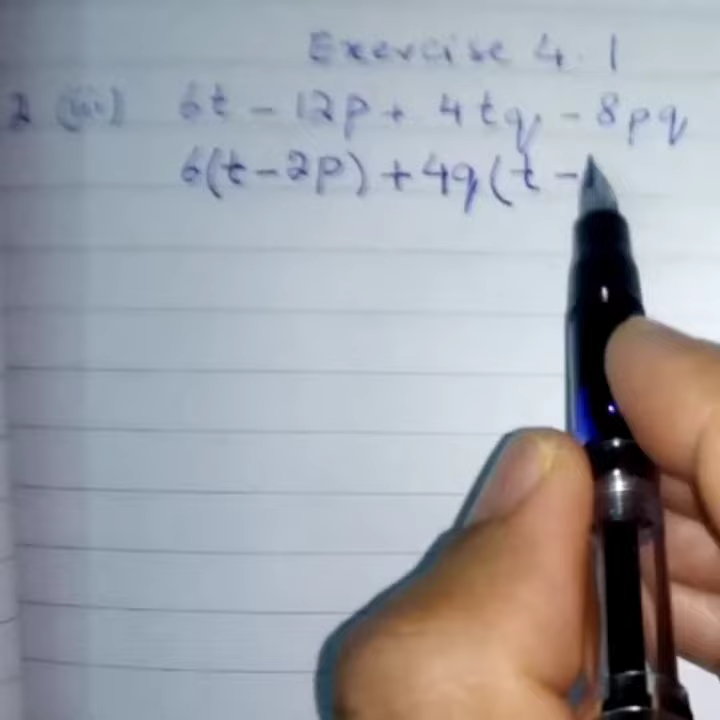 Exercise 4.1
2 (iii) 6t - 12p + 4tq - 8pq
6(t-2p) + 4q(t -